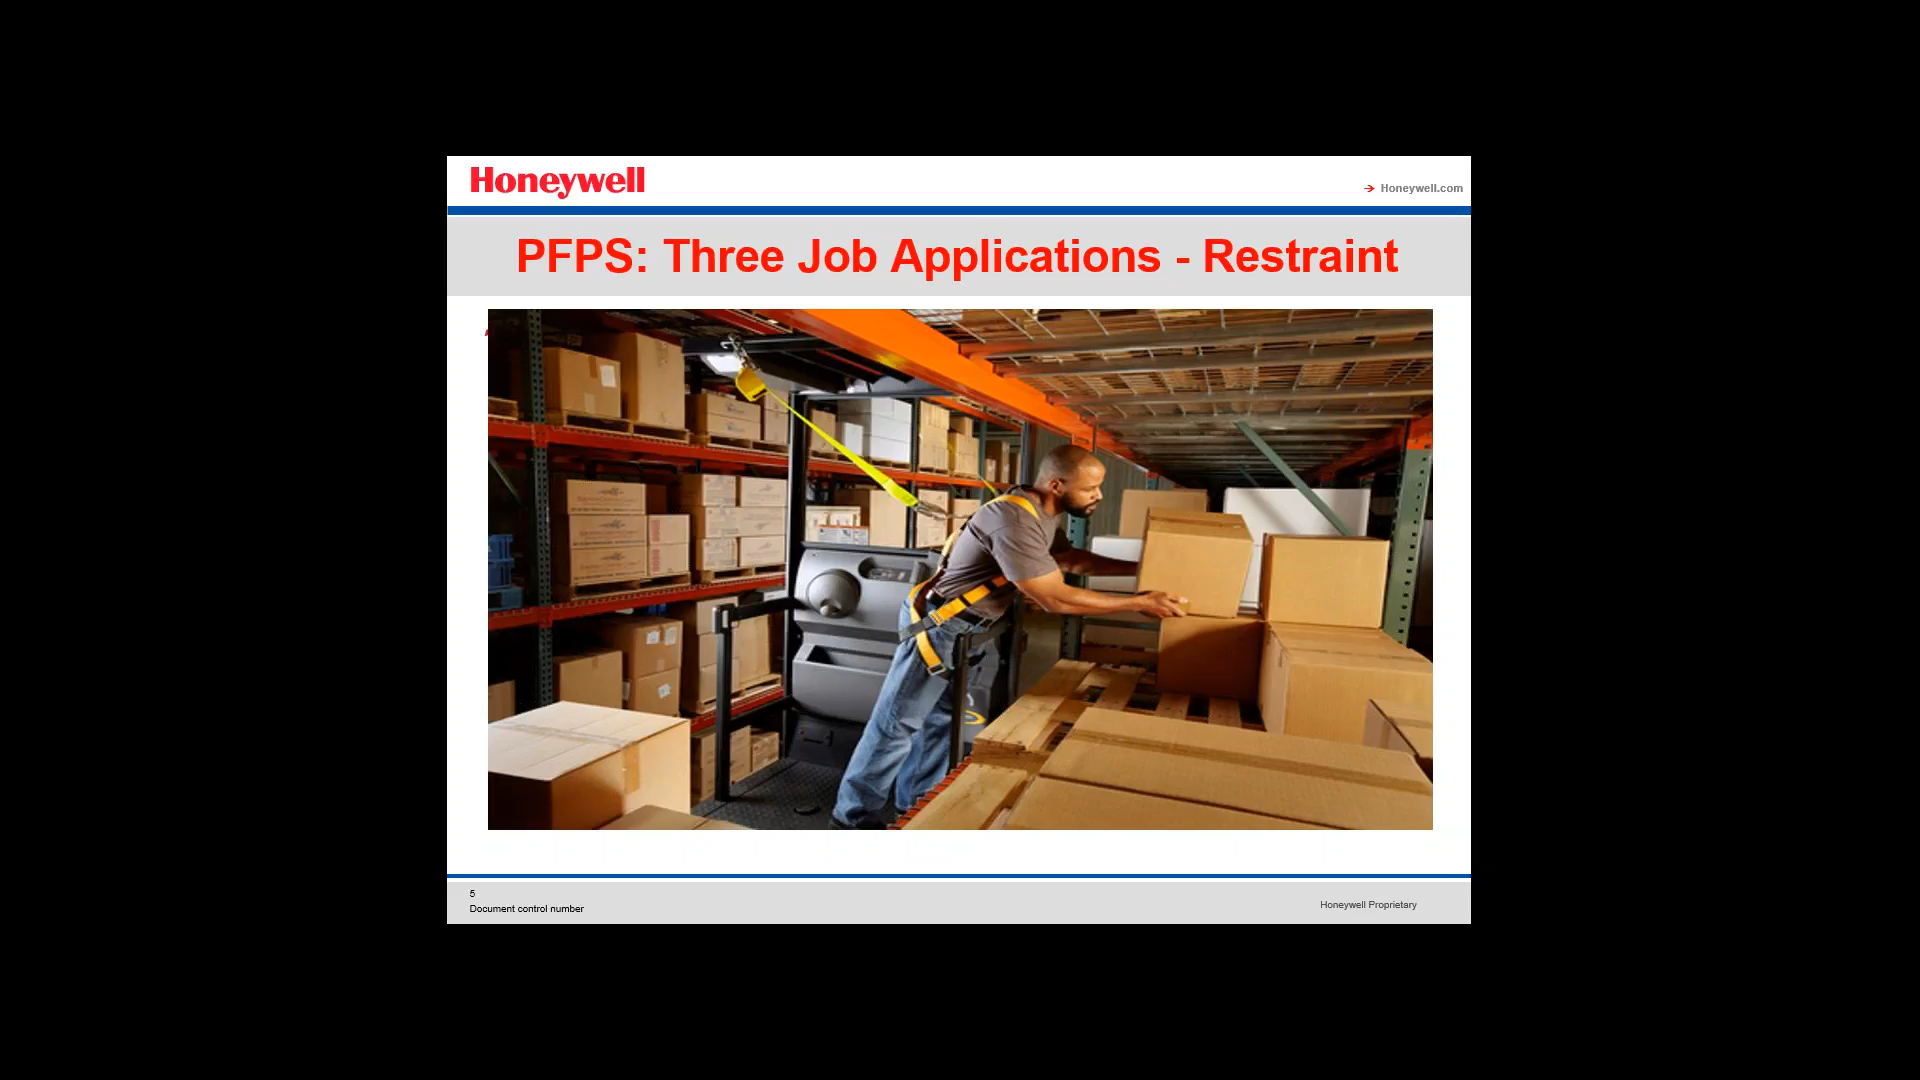 Honeywell
Honeywell.com
PFPS: Three Job Applications - Restraint
5
Document control number
Honeywell Proprietary